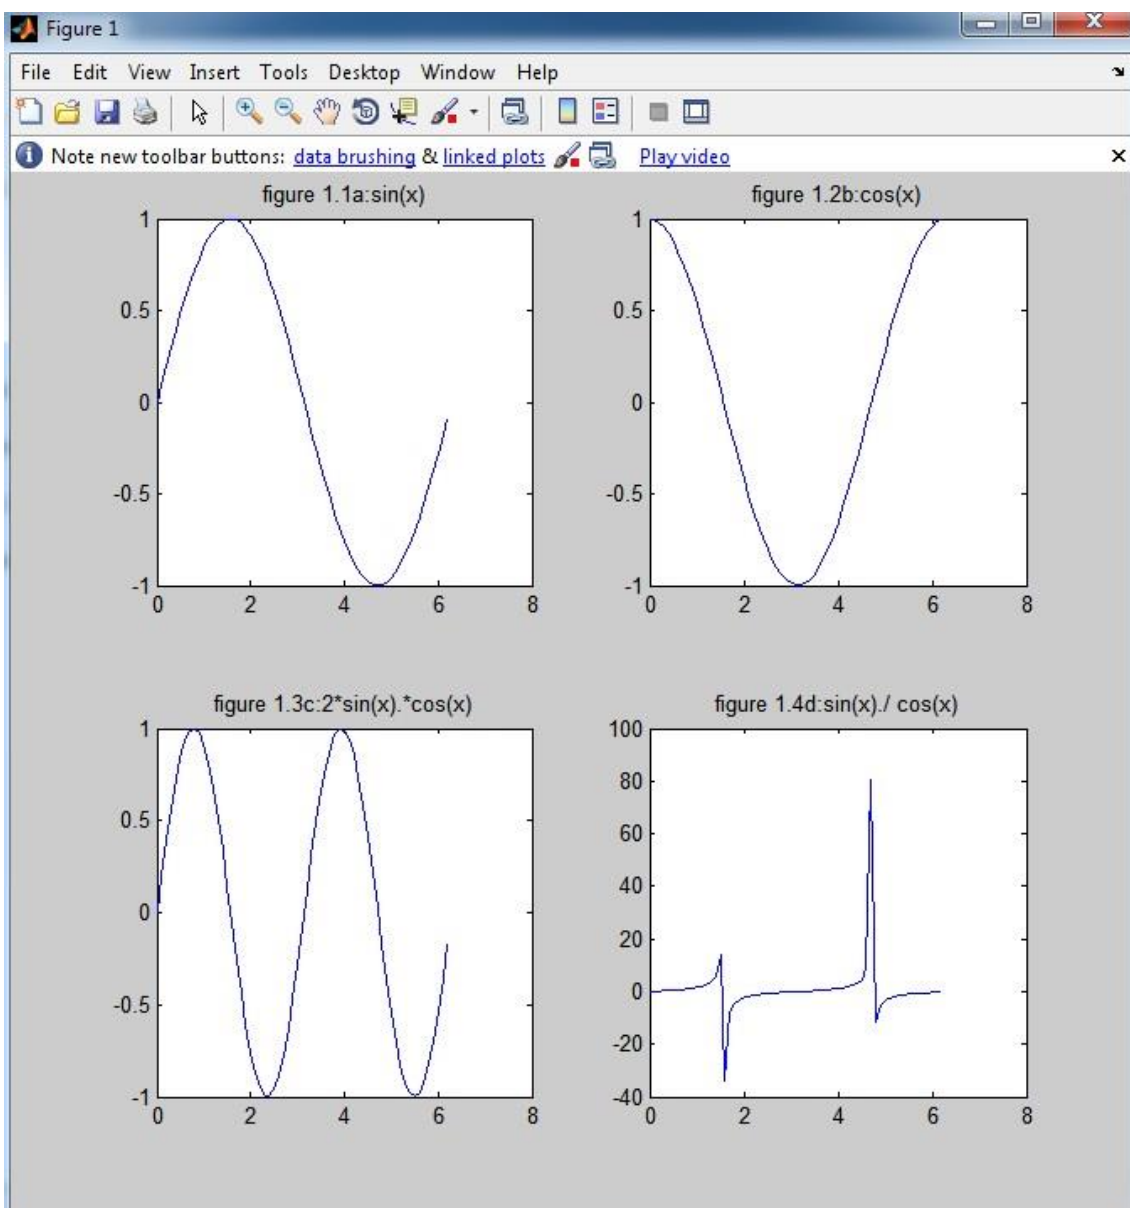 Figure 1
File Edit View Insert Tools Desktop Window Help
Note new toolbar buttons: data brushing & linked plots Play video
figure 1.1a:sin(x)
1
0.5
0
-0.5
-1
0 2 4 6 8
figure 1.2b:cos(x)
1
0.5
0
-0.5
-1
0 2 4 6 8
figure 1.3c:2*sin(x).*cos(x)
1
0.5
0
-0.5
-1
0 2 4 6 8
figure 1.4d:sin(x)./ cos(x)
100
80
60
40
20
0
-20
-40
0 2 4 6 8